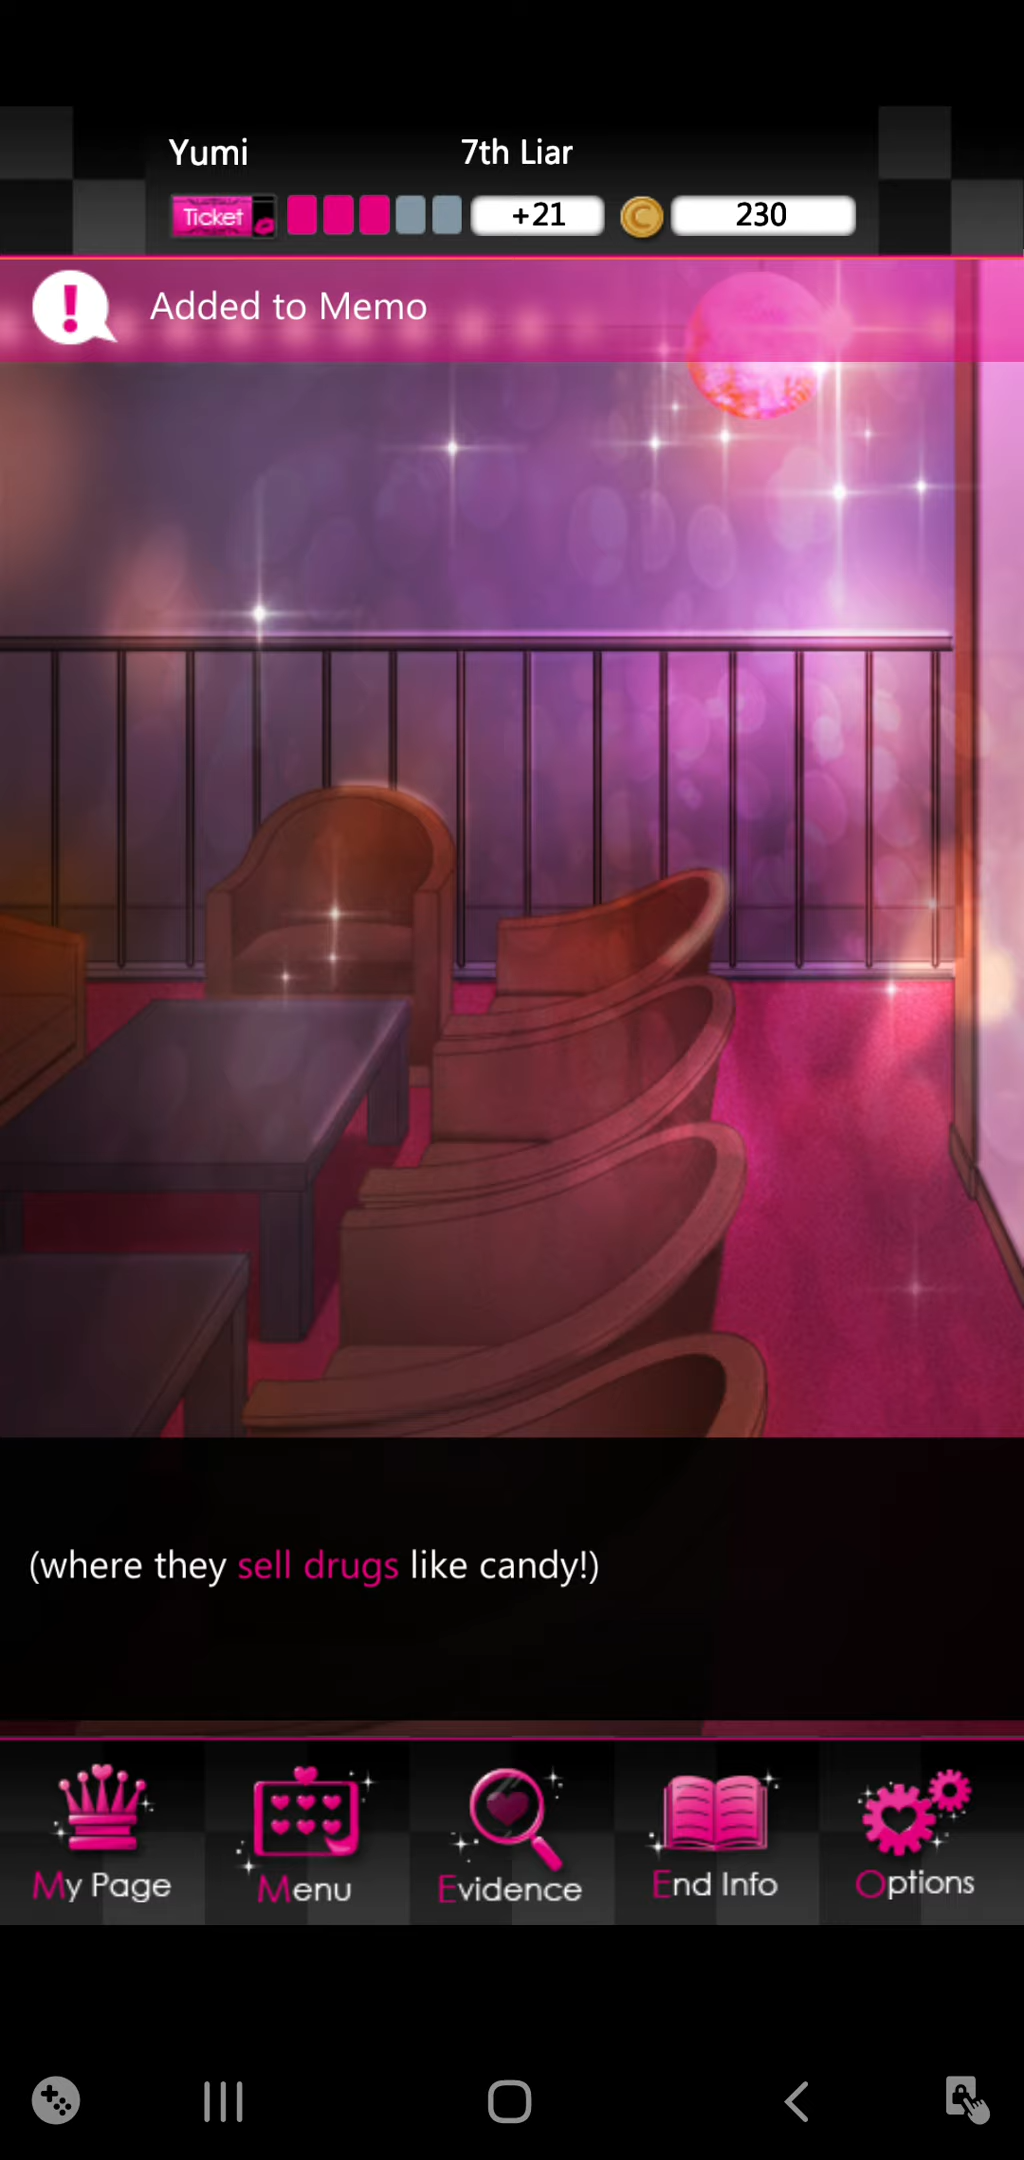 Yumi 7th Liar
Ticket +21 C 230
! Added to Memo
(where they sell drugs like candy!)
My Page Menu Evidence End Info Options